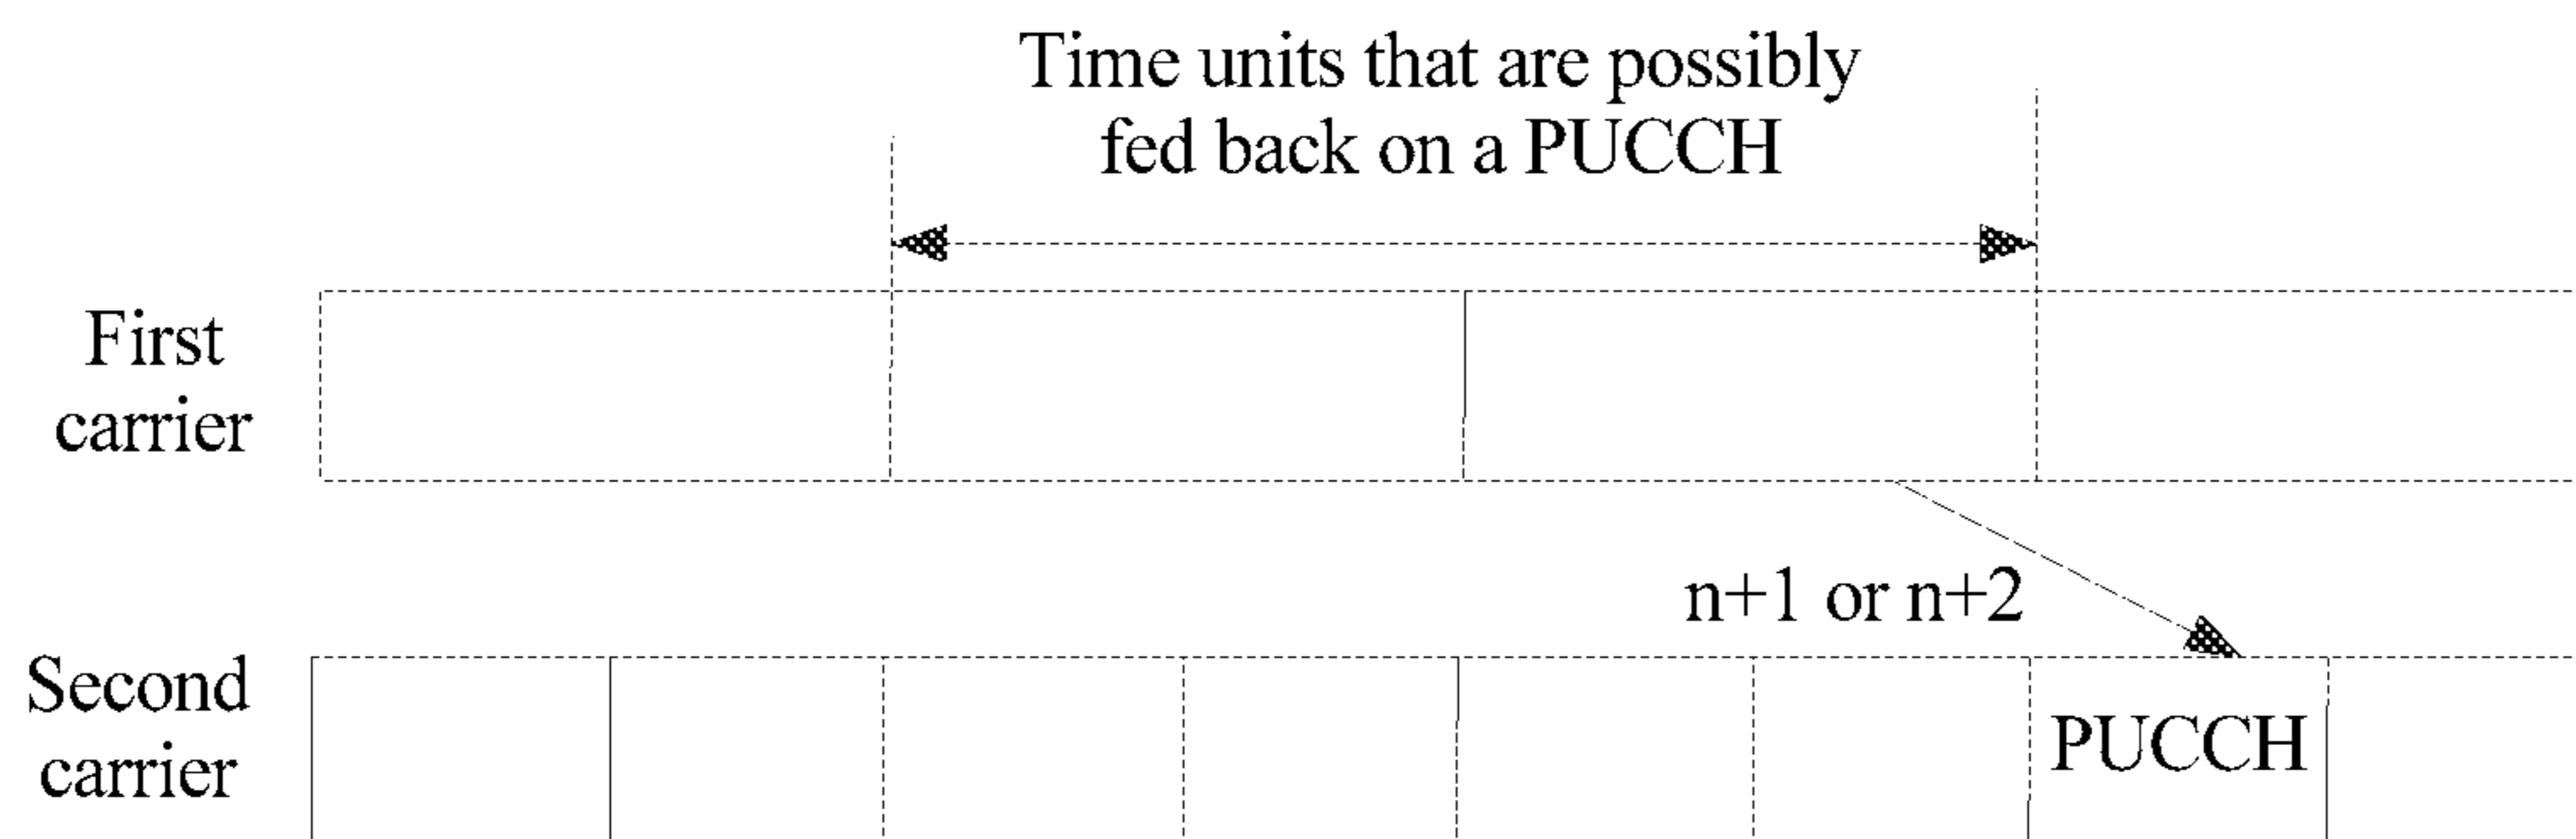 Time units that are possibly
fed back on a PUCCH
First
carrier
n+1 or n+2
Second
carrier
PUCCH